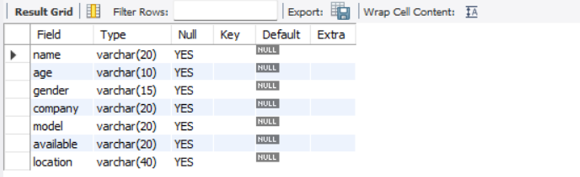 Result Grid Filter Rows: Export: Wrap Cell Content:
Field Type Null Key Default Extra
name varchar(20) YES NULL
age varchar(10) YES NULL
gender varchar(15) YES NULL
company varchar(20) YES NULL
model varchar(20) YES NULL
available varchar(20) YES NULL
location varchar(40) YES NULL